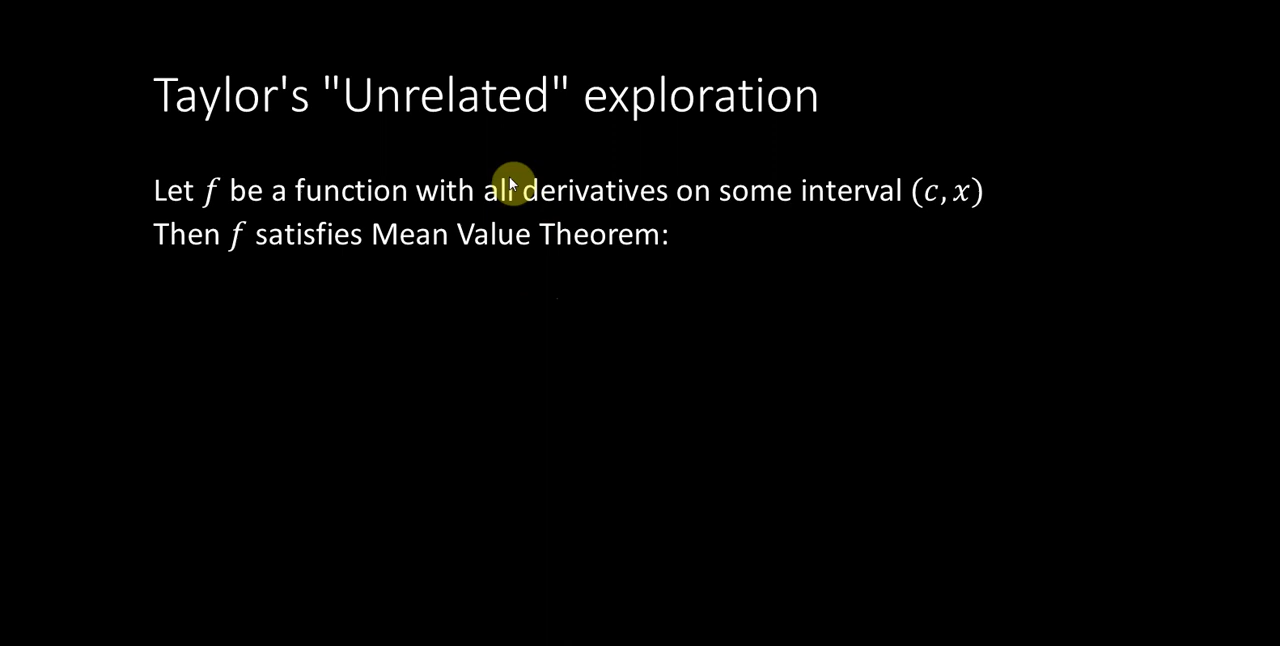 Taylor's "Unrelated" exploration
Let f be a function with all derivatives on some interval (c, x)
Then f satisfies Mean Value Theorem: